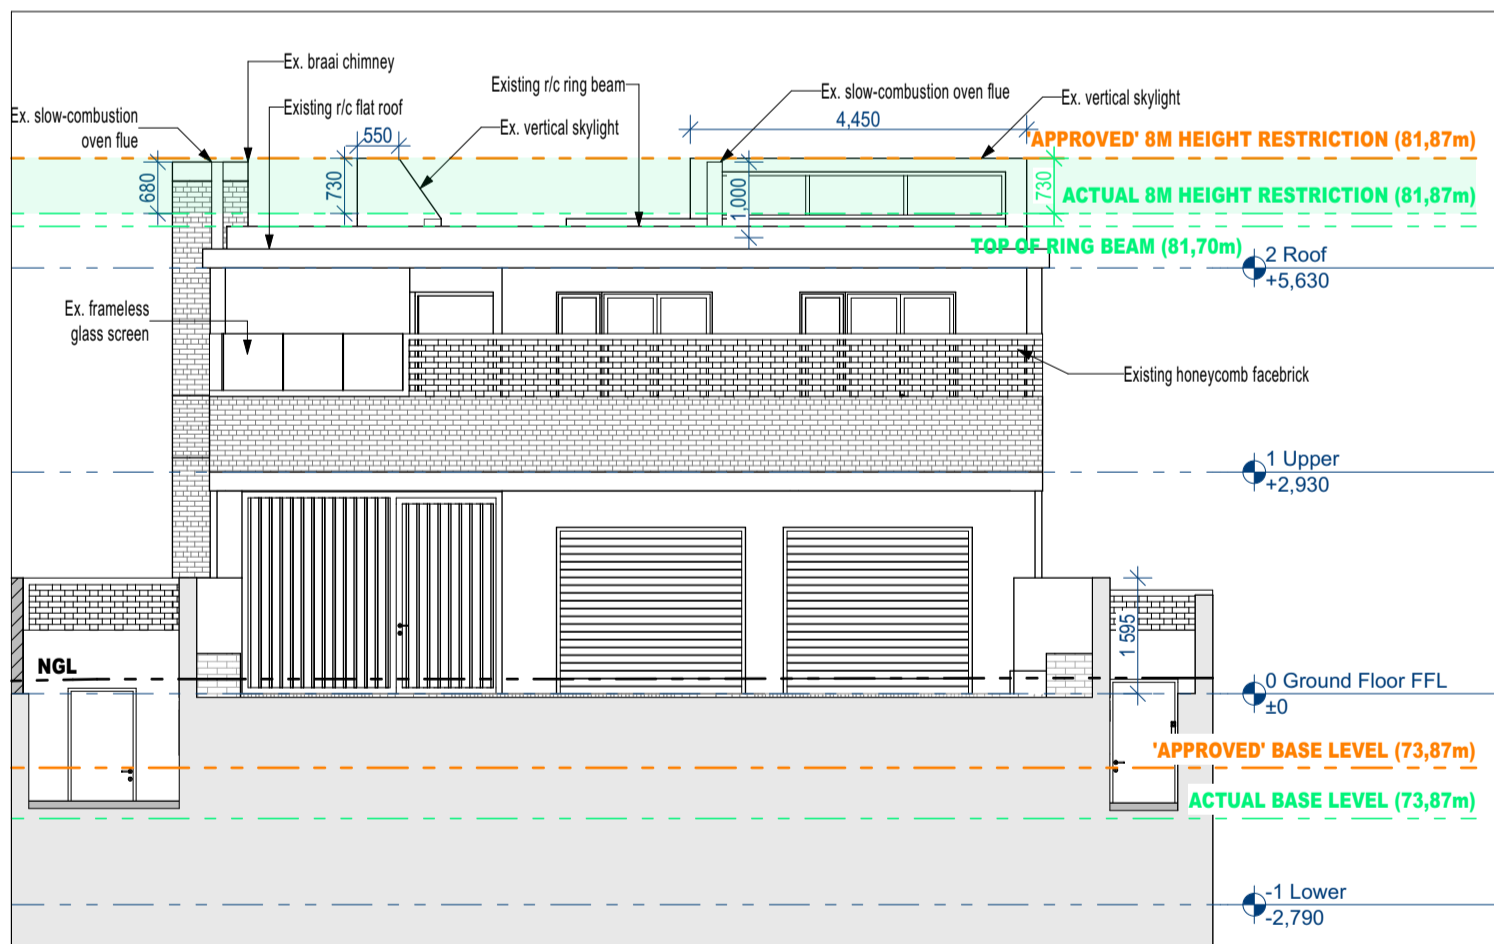 Ex. braai chimney
Existing r/c ring beam
Ex. slow-combustion oven flue
Ex. vertical skylight
Ex. slow-combustion
oven flue
Existing r/c flat roof
550
Ex. vertical skylight
4,450
'APPROVED' 8M HEIGHT RESTRICTION (81,87m)
680
730
1,000
730
ACTUAL 8M HEIGHT RESTRICTION (81,87m)
TOP OF RING BEAM (81,70m)
2 Roof
+5,630
Ex. frameless
glass screen
Existing honeycomb facebrick
1 Upper
+2,930
1 595
NGL
0 Ground Floor FFL
±0
'APPROVED' BASE LEVEL (73,87m)
ACTUAL BASE LEVEL (73,87m)
-1 Lower
-2,790